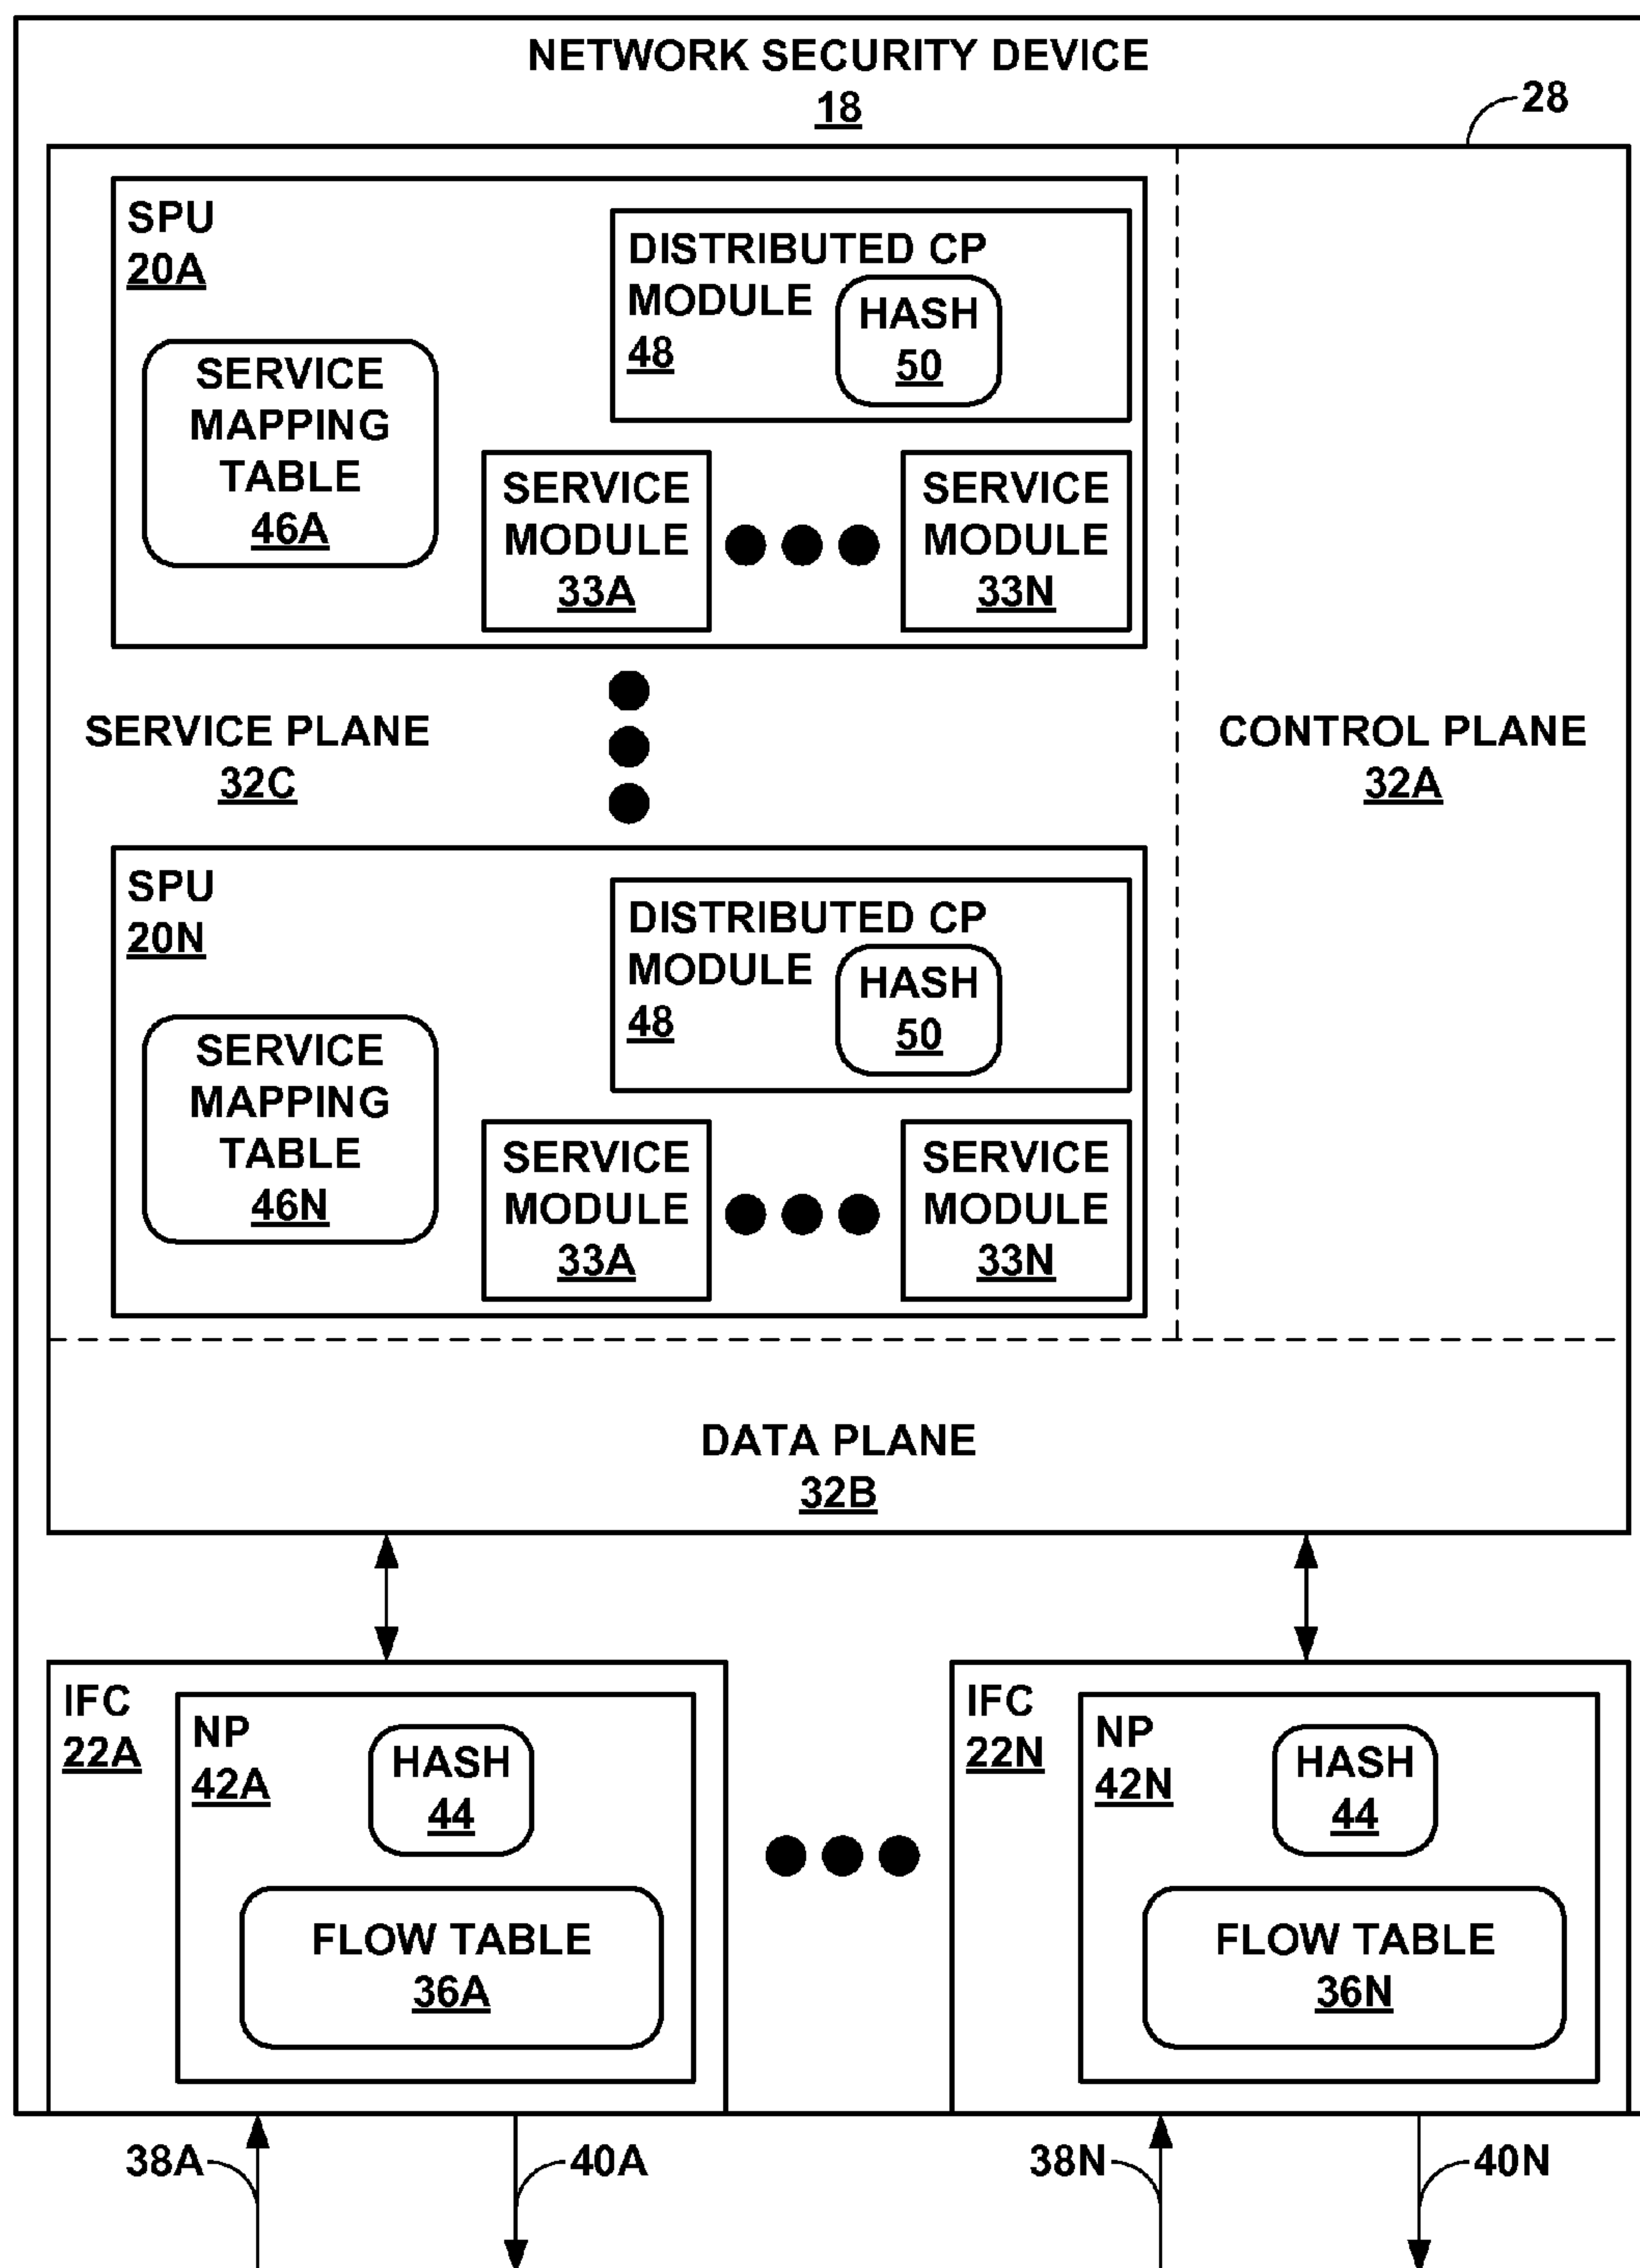 NETWORK SECURITY DEVICE
18
28
SPU
20A
DISTRIBUTED CP
MODULE
48
HASH
50
SERVICE
MAPPING
TABLE
46A
SERVICE
MODULE
33A
SERVICE
MODULE
33N
SERVICE PLANE
32C
CONTROL PLANE
32A
SPU
20N
DISTRIBUTED CP
MODULE
48
HASH
50
SERVICE
MAPPING
TABLE
46N
SERVICE
MODULE
33A
SERVICE
MODULE
33N
DATA PLANE
32B
IFC
22A
NP
42A
HASH
44
FLOW TABLE
36A
IFC
22N
NP
42N
HASH
44
FLOW TABLE
36N
38A
40A
38N
40N